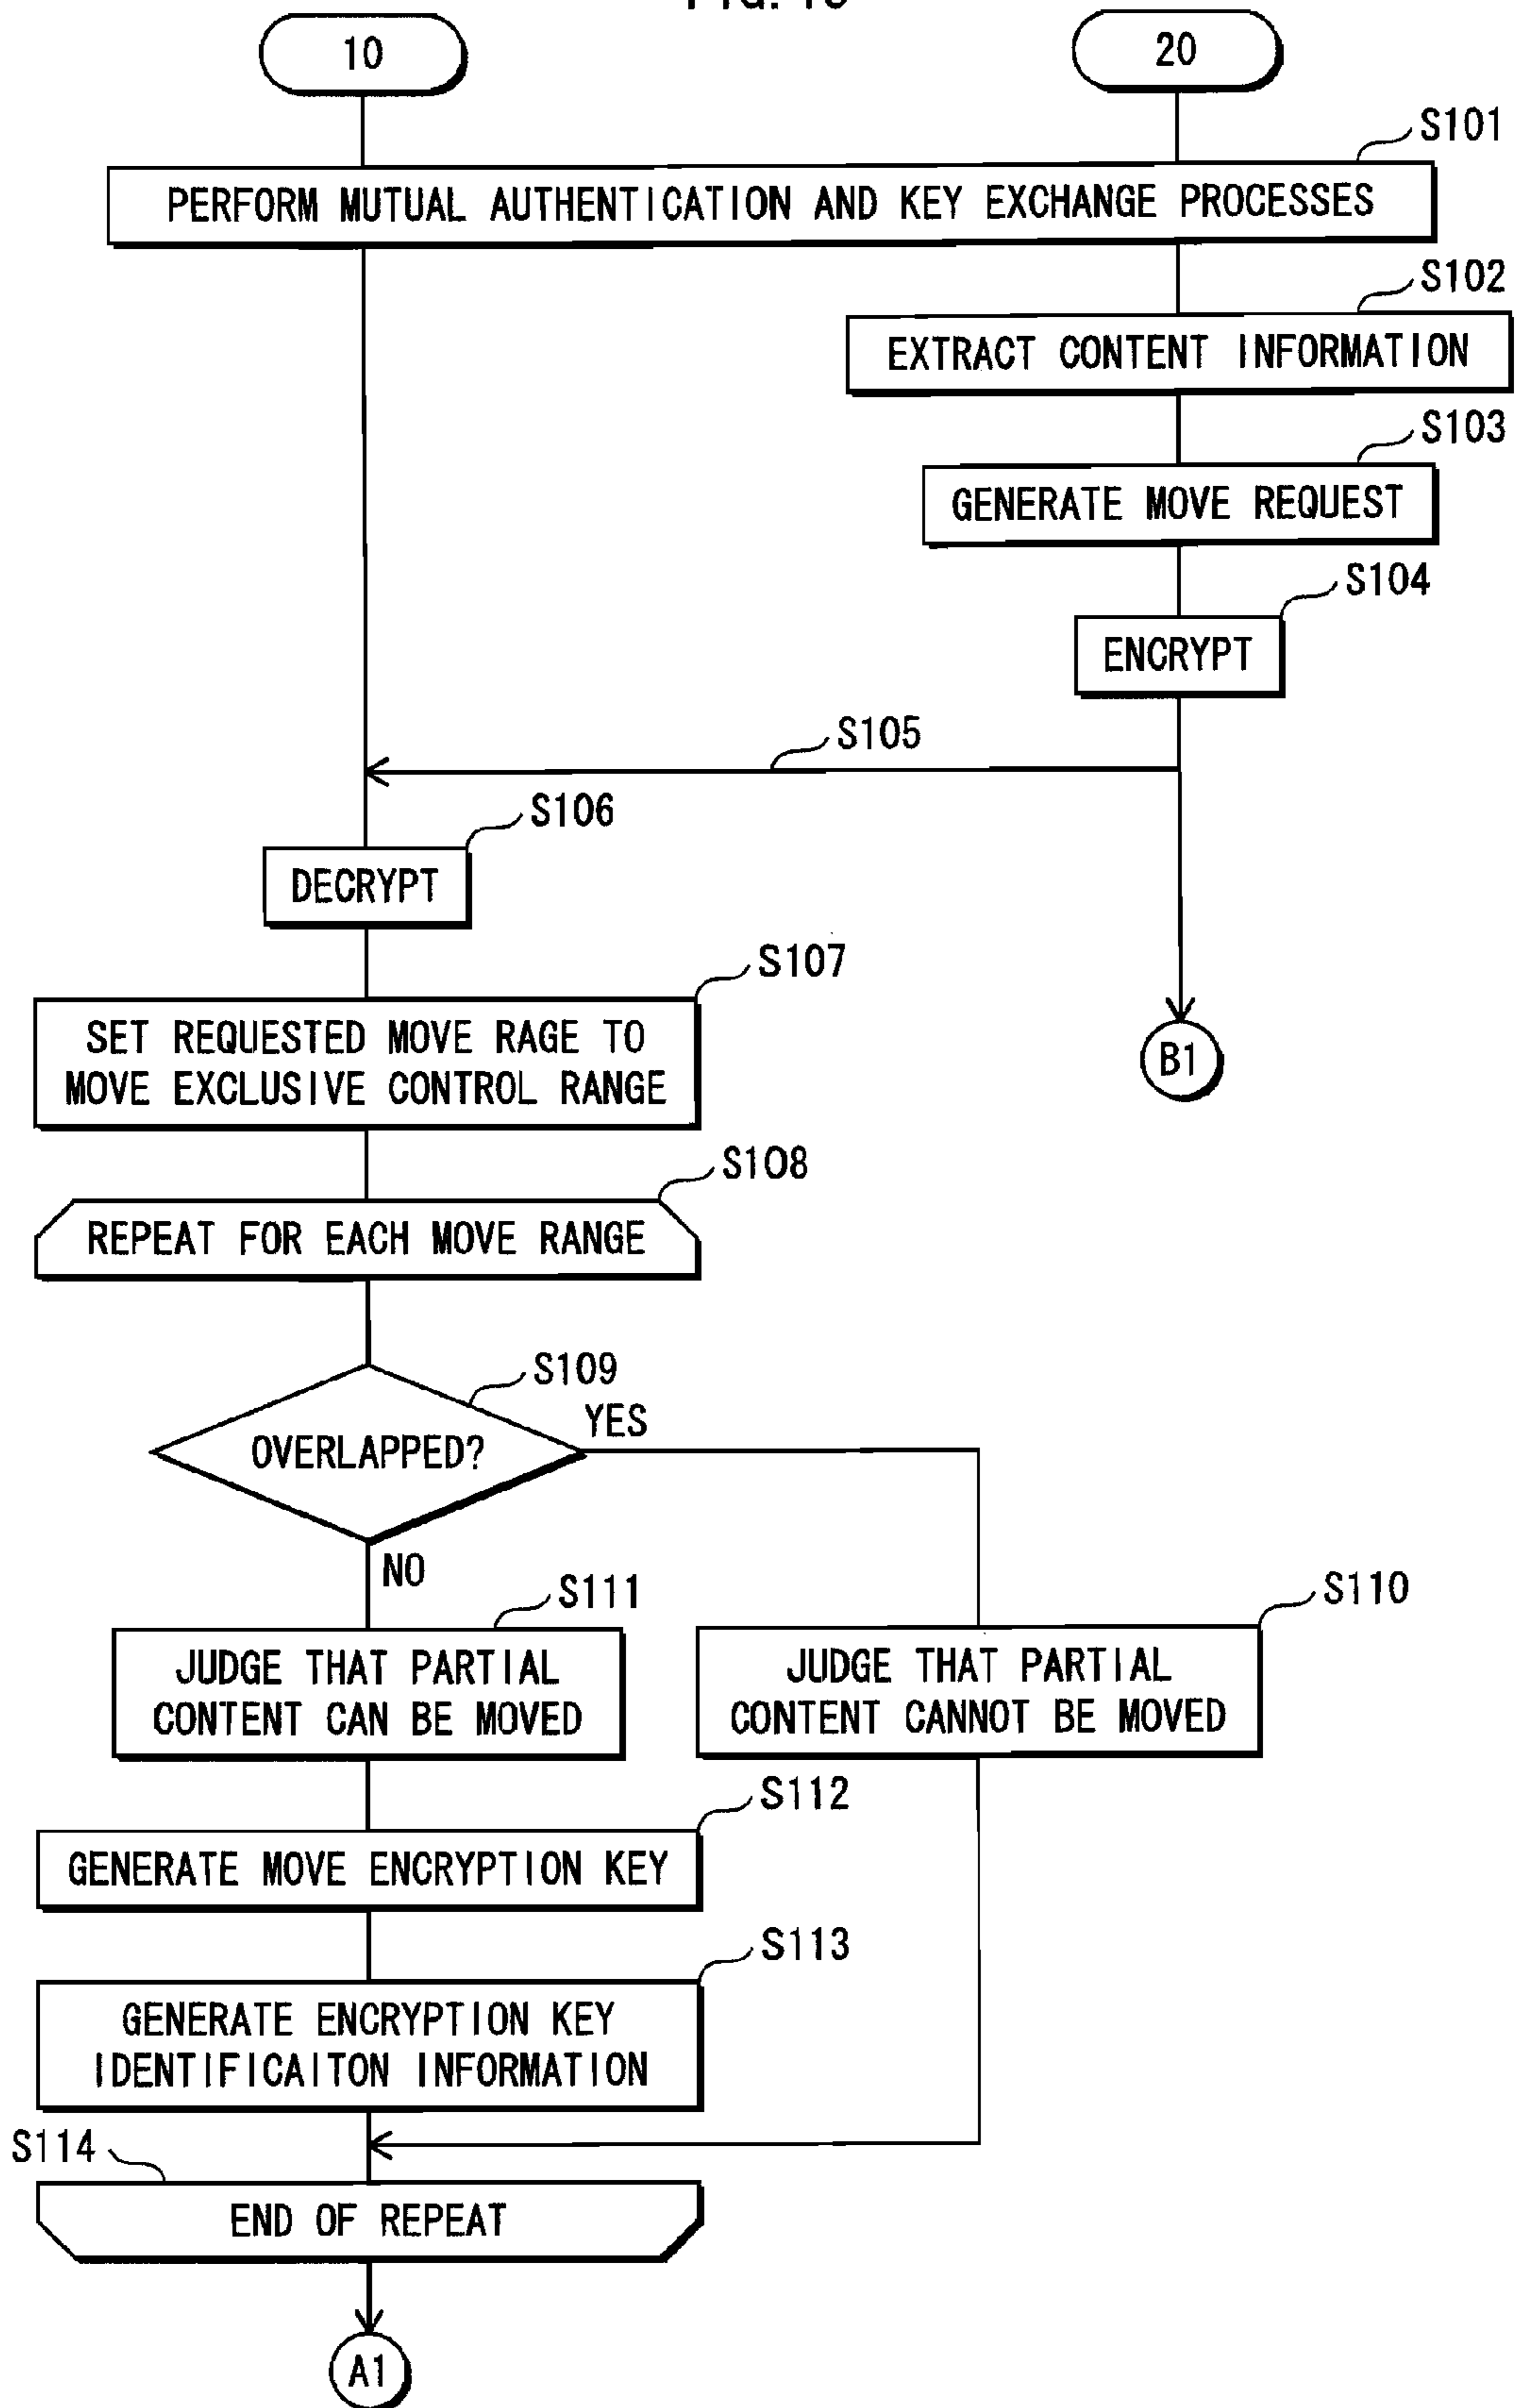 10
20
S101
PERFORM MUTUAL AUTHENTICATION AND KEY EXCHANGE PROCESSES
S102
EXTRACT CONTENT INFORMATION
S103
GENERATE MOVE REQUEST
S104
ENCRYPT
S105
S106
DECRYPT
S107
SET REQUESTED MOVE RAGE TO
MOVE EXCLUSIVE CONTROL RANGE
B1
S108
REPEAT FOR EACH MOVE RANGE
S109
YES
OVERLAPPED?
NO
S111
JUDGE THAT PARTIAL
CONTENT CAN BE MOVED
S110
JUDGE THAT PARTIAL
CONTENT CANNOT BE MOVED
S112
GENERATE MOVE ENCRYPTION KEY
S113
GENERATE ENCRYPTION KEY
IDENTIFICAITON INFORMATION
S114
END OF REPEAT
A1